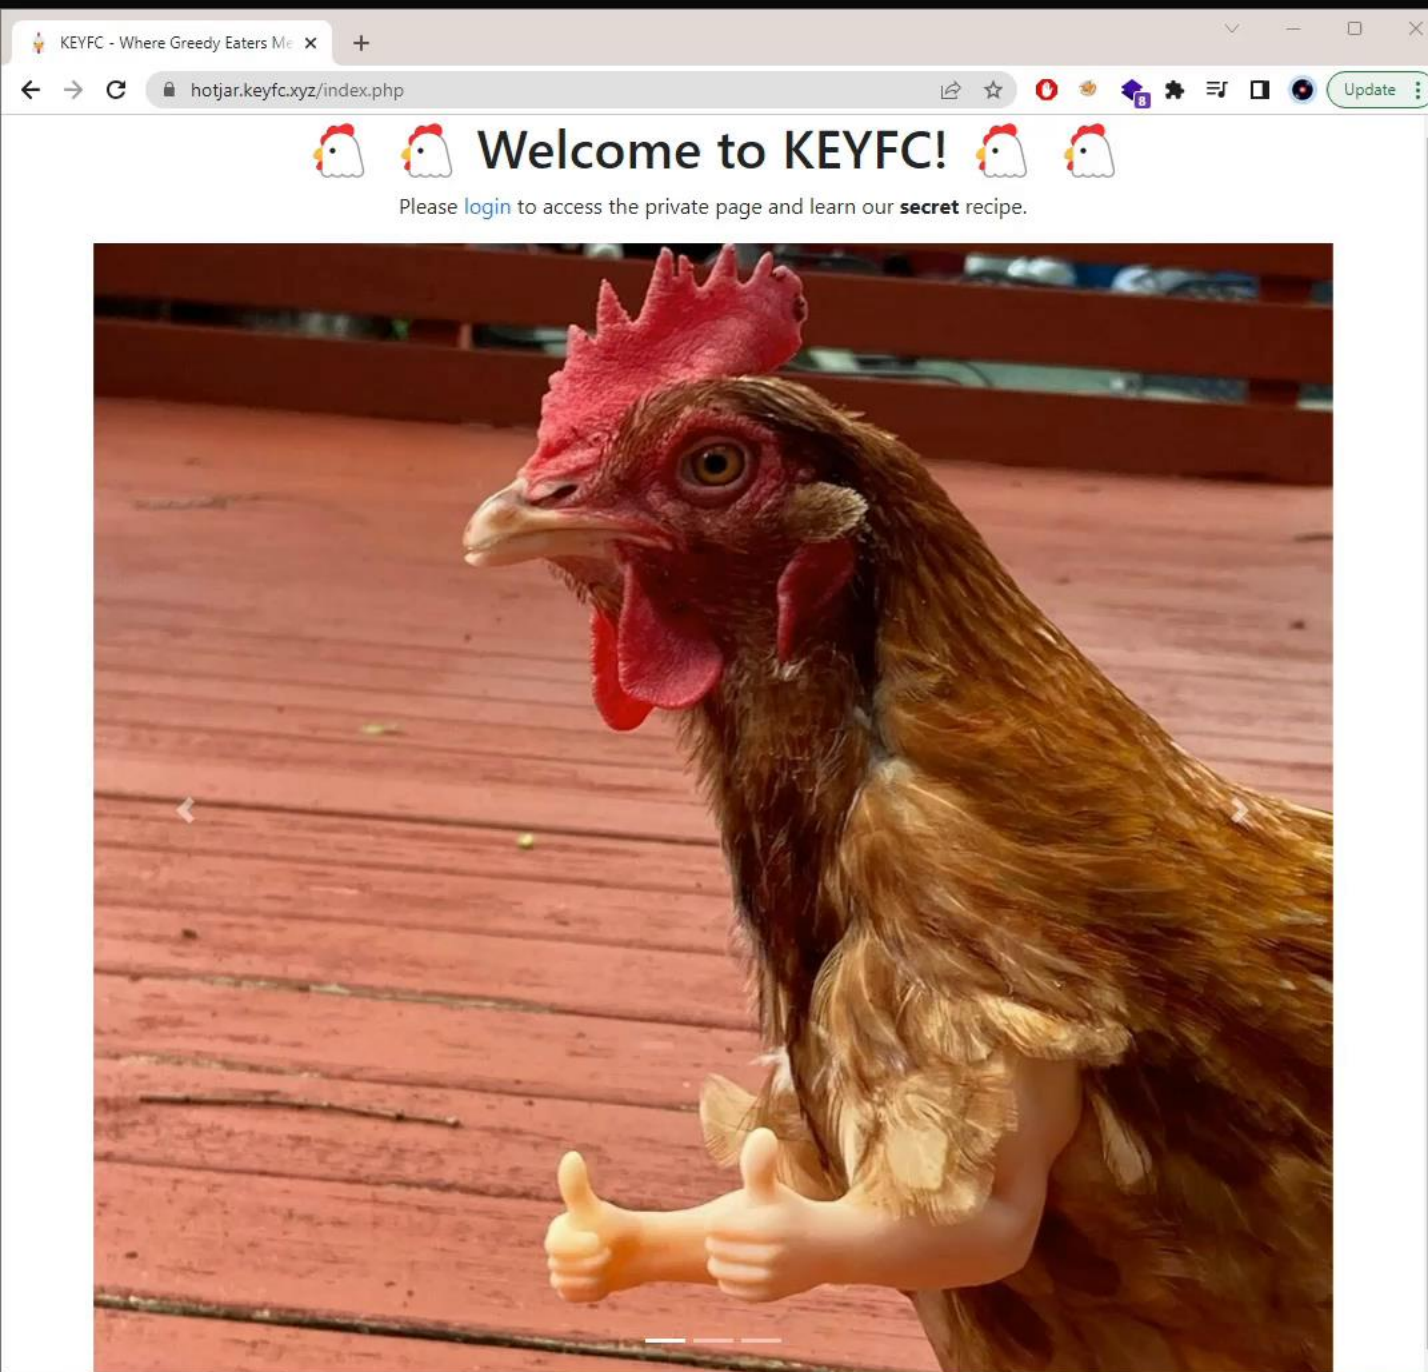 KEYFC - Where Greedy Eaters Me
hotjar.keyfc.xyz/index.php
8
Update
Welcome to KEYFC!
Please login to access the private page and learn our secret recipe.